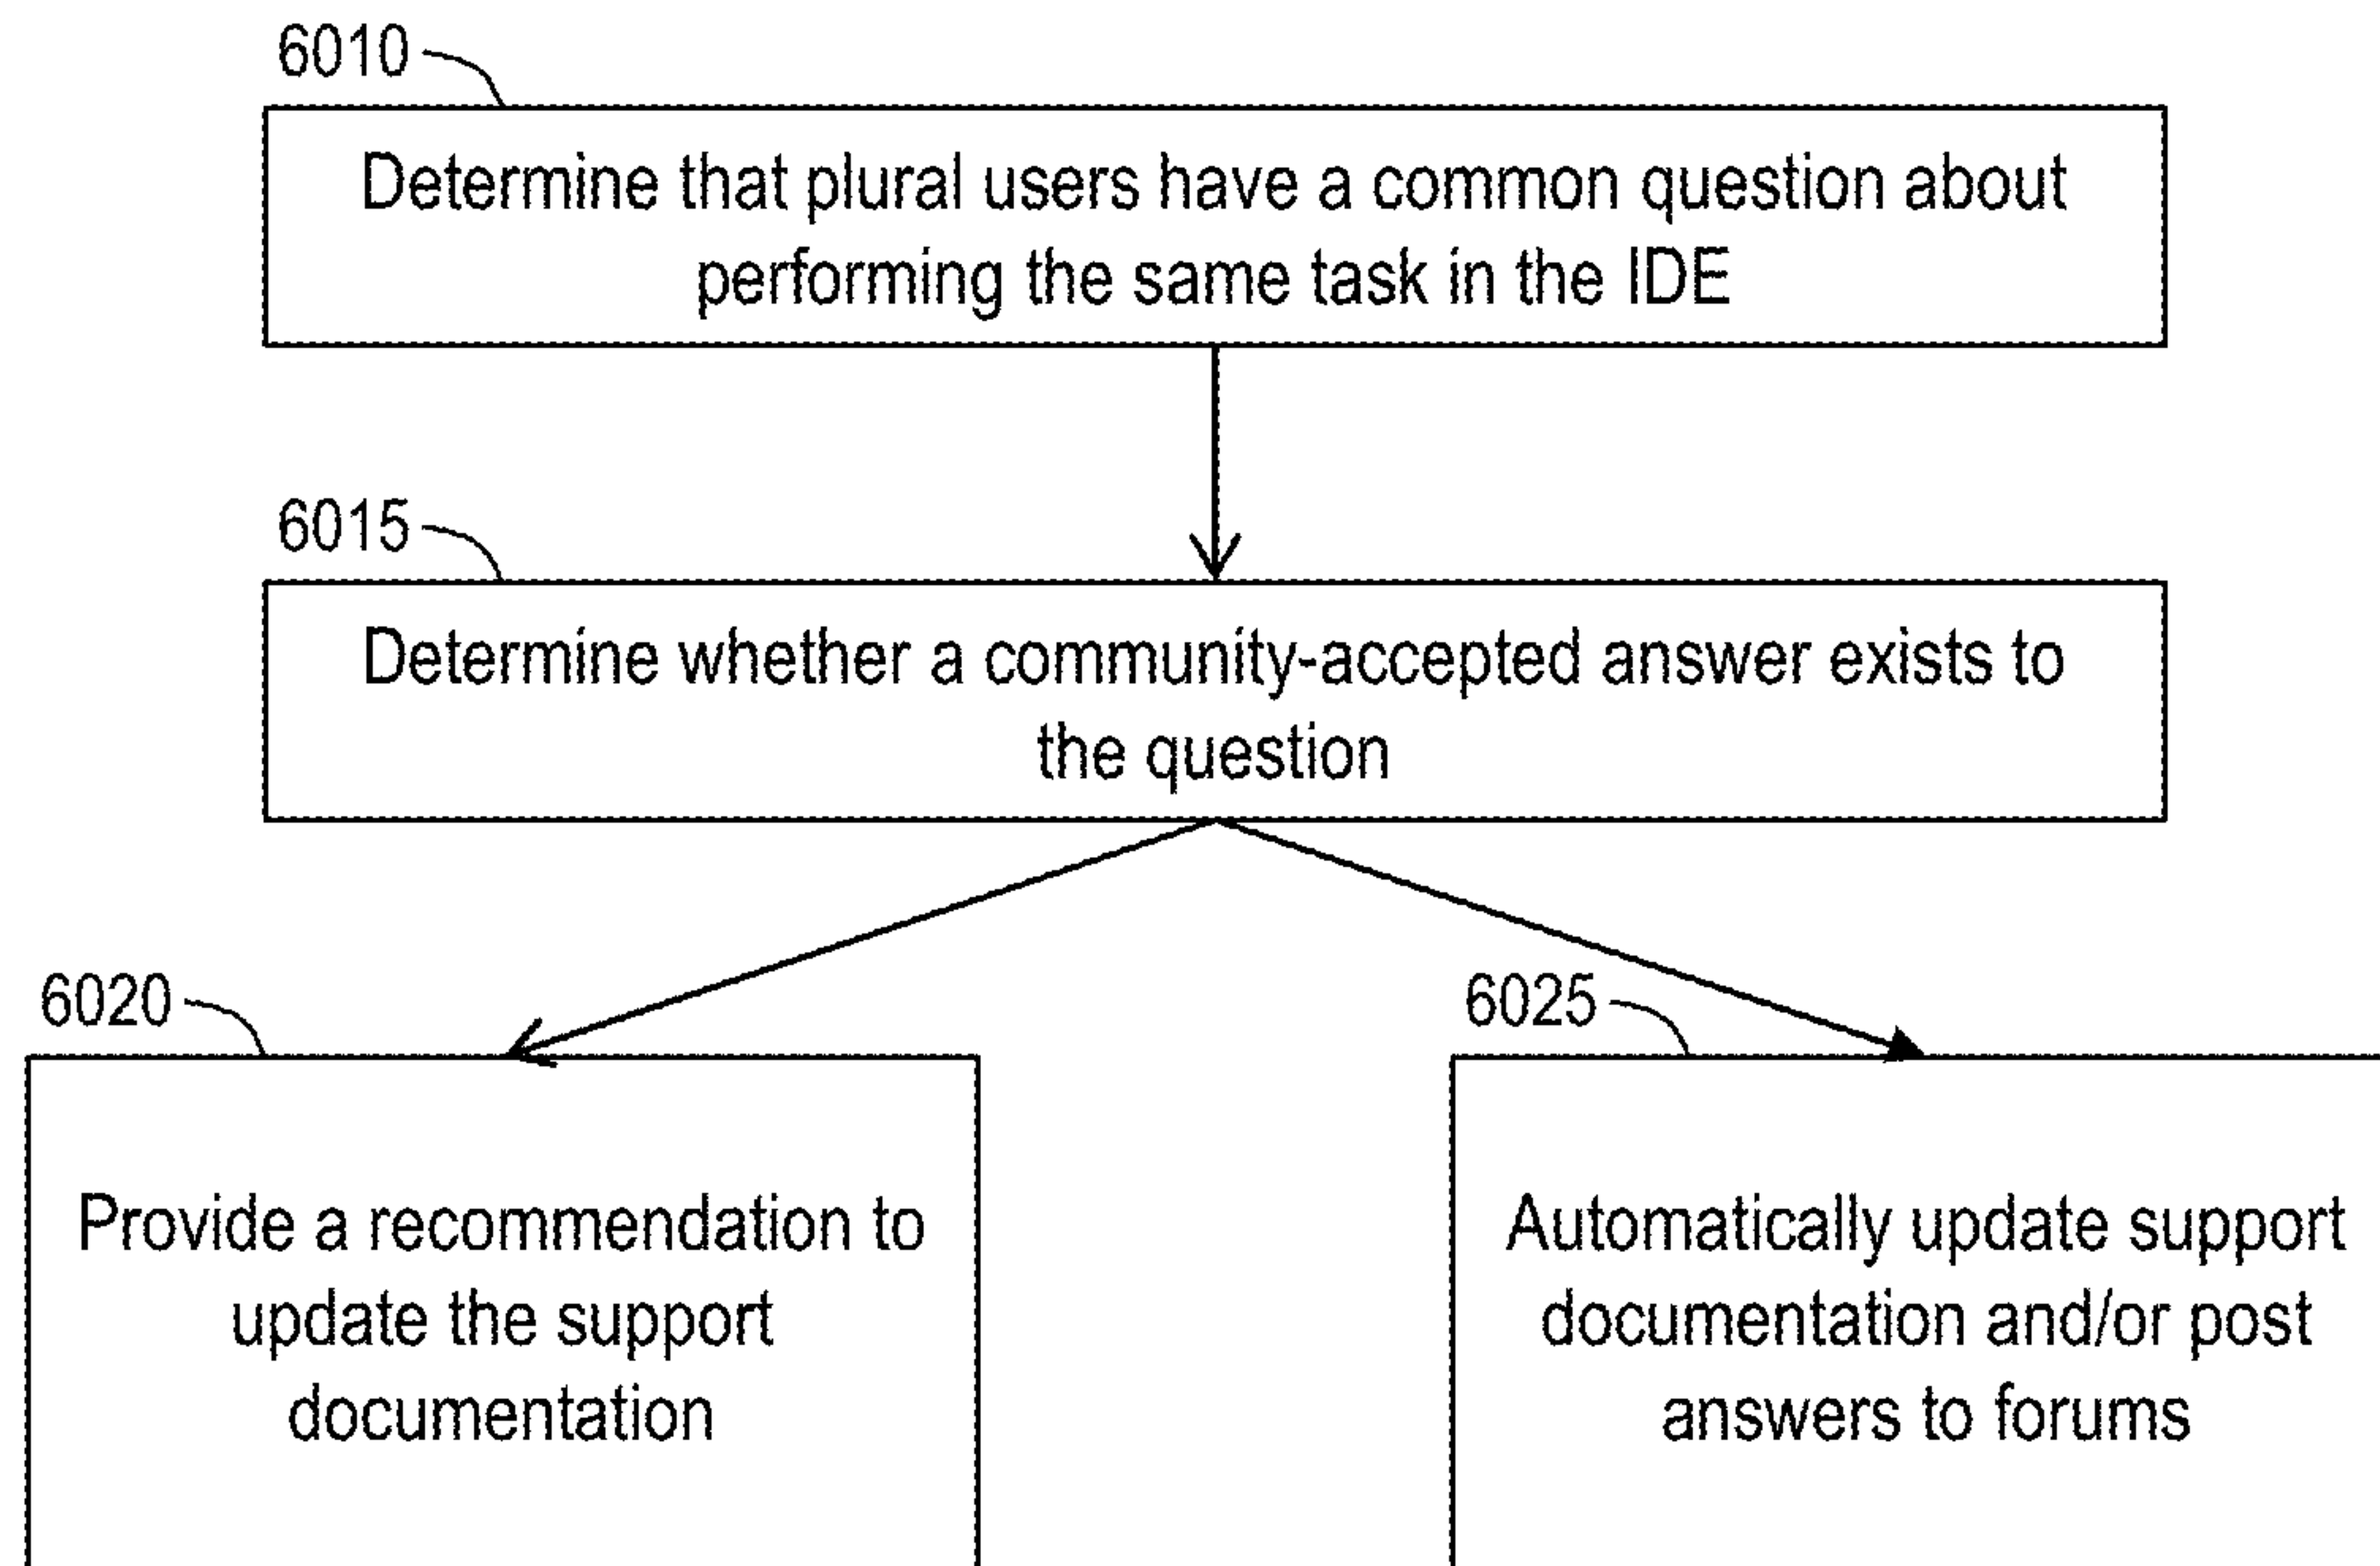 6010
Determine that plural users have a common question about
performing the same task in the IDE
6015
Determine whether a community-accepted answer exists to
the question
6020
Provide a recommendation to
update the support
documentation
6025
Automatically update support
documentation and/or post
answers to forums